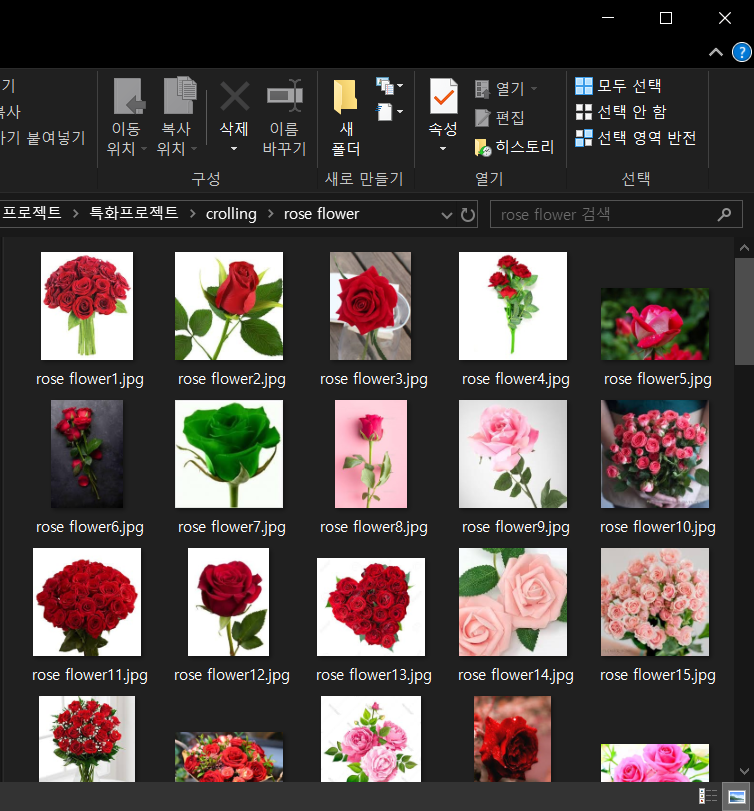 ?
기
이동
위치
복사
위치
삭제
이름
바꾸기
새
폴더
속성
열기
편집
히스토리
모두 선택
선택 안 함
선택 영역 반전
붙여넣기
구성
새로 만들기
열기
선택
프로젝트 > 특화프로젝트 > crolling > rose flower
rose flower 검색
rose flower1.jpg
rose flower2.jpg
rose flower3.jpg
rose flower4.jpg
rose flower5.jpg
rose flower6.jpg
rose flower7.jpg
rose flower8.jpg
rose flower9.jpg
rose flower10.jpg
rose flower11.jpg
rose flower12.jpg
rose flower13.jpg
rose flower14.jpg
rose flower15.jpg